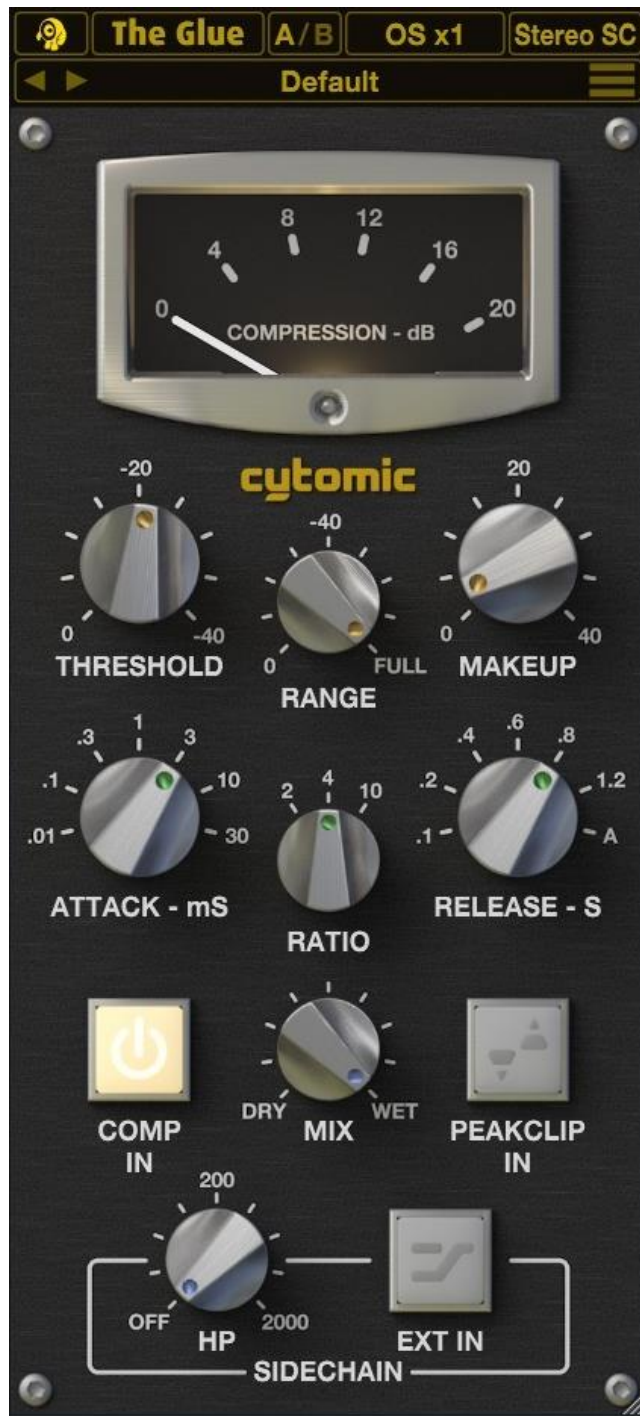 The Glue A/B OS x1 Stereo SC
Default
0 4 8 12 16 20
COMPRESSION - dB
cytomic
-20
0 -40
THRESHOLD
-40
0 FULL
RANGE
20
0 40
MAKEUP
.01 .1 .3 1 3 10 30
ATTACK - mS
2 4 10
RATIO
.1 .2 .4 .6 .8 1.2 A
RELEASE - S
COMP
IN
DRY WET
MIX
PEAKCLIP
IN
200
OFF 2000
HP
EXT IN
SIDECHAIN